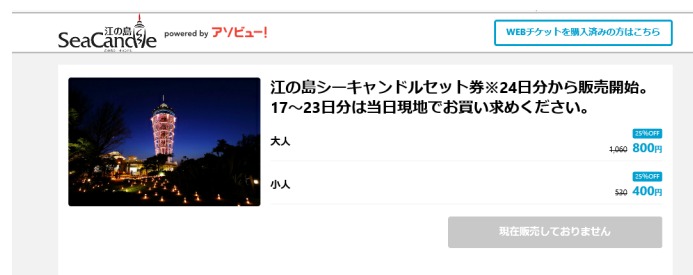 江の島
SeaCandle
powered by アソビュー!
WEBチケットを購入済みの方はこちら
江の島シーキャンドルセット券※24日分から販売開始。
17～23日分は当日現地でお買い求めください。
大人
25%OFF
1,060 800円
小人
25%OFF
530 400円
現在販売しておりません